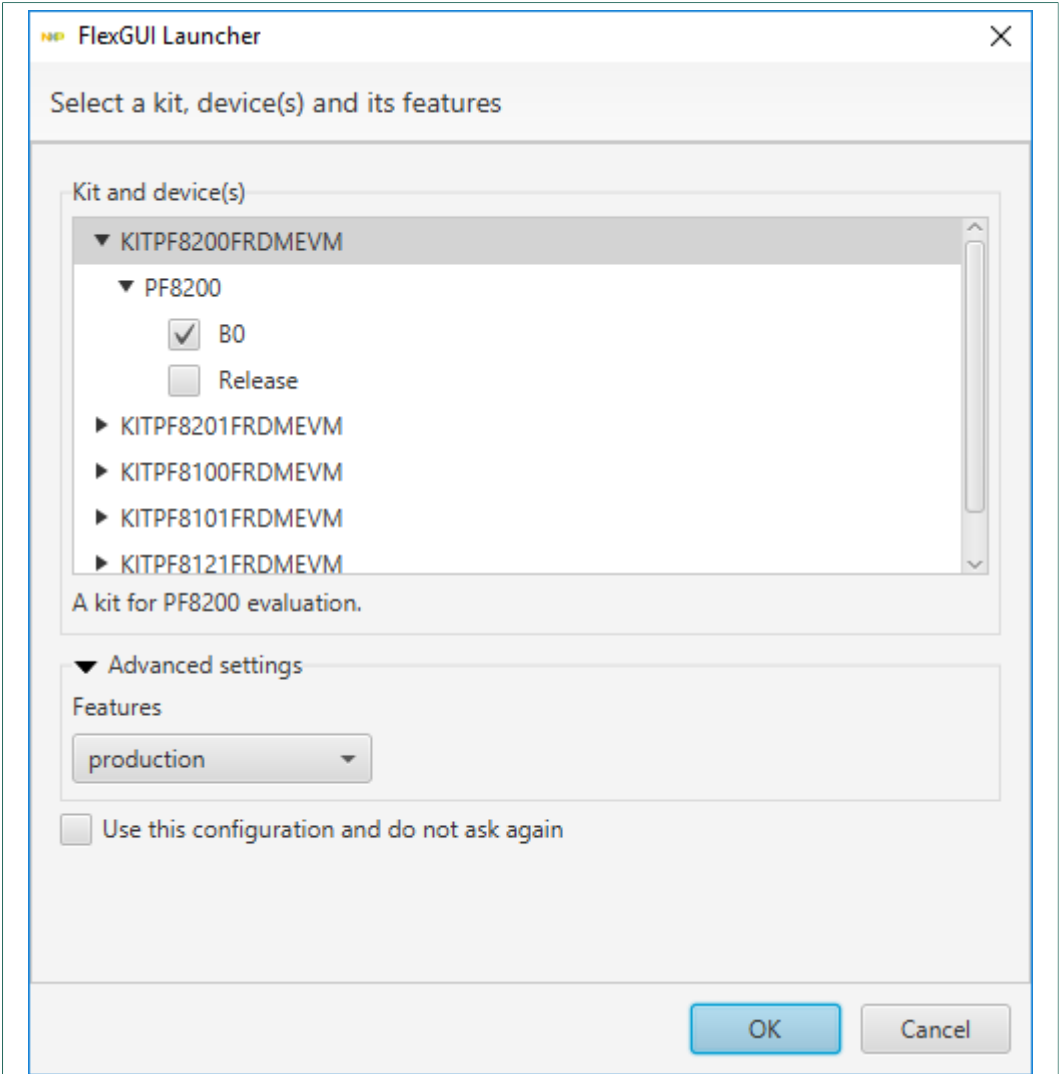 NXP FlexGUI Launcher
Select a kit, device(s) and its features
Kit and device(s)
KITPF8200FRDMEVM
PF8200
B0
Release
KITPF8201FRDMEVM
KITPF8100FRDMEVM
KITPF8101FRDMEVM
KITPF8121FRDMEVM
A kit for PF8200 evaluation.
Advanced settings
Features
production
Use this configuration and do not ask again
OK Cancel